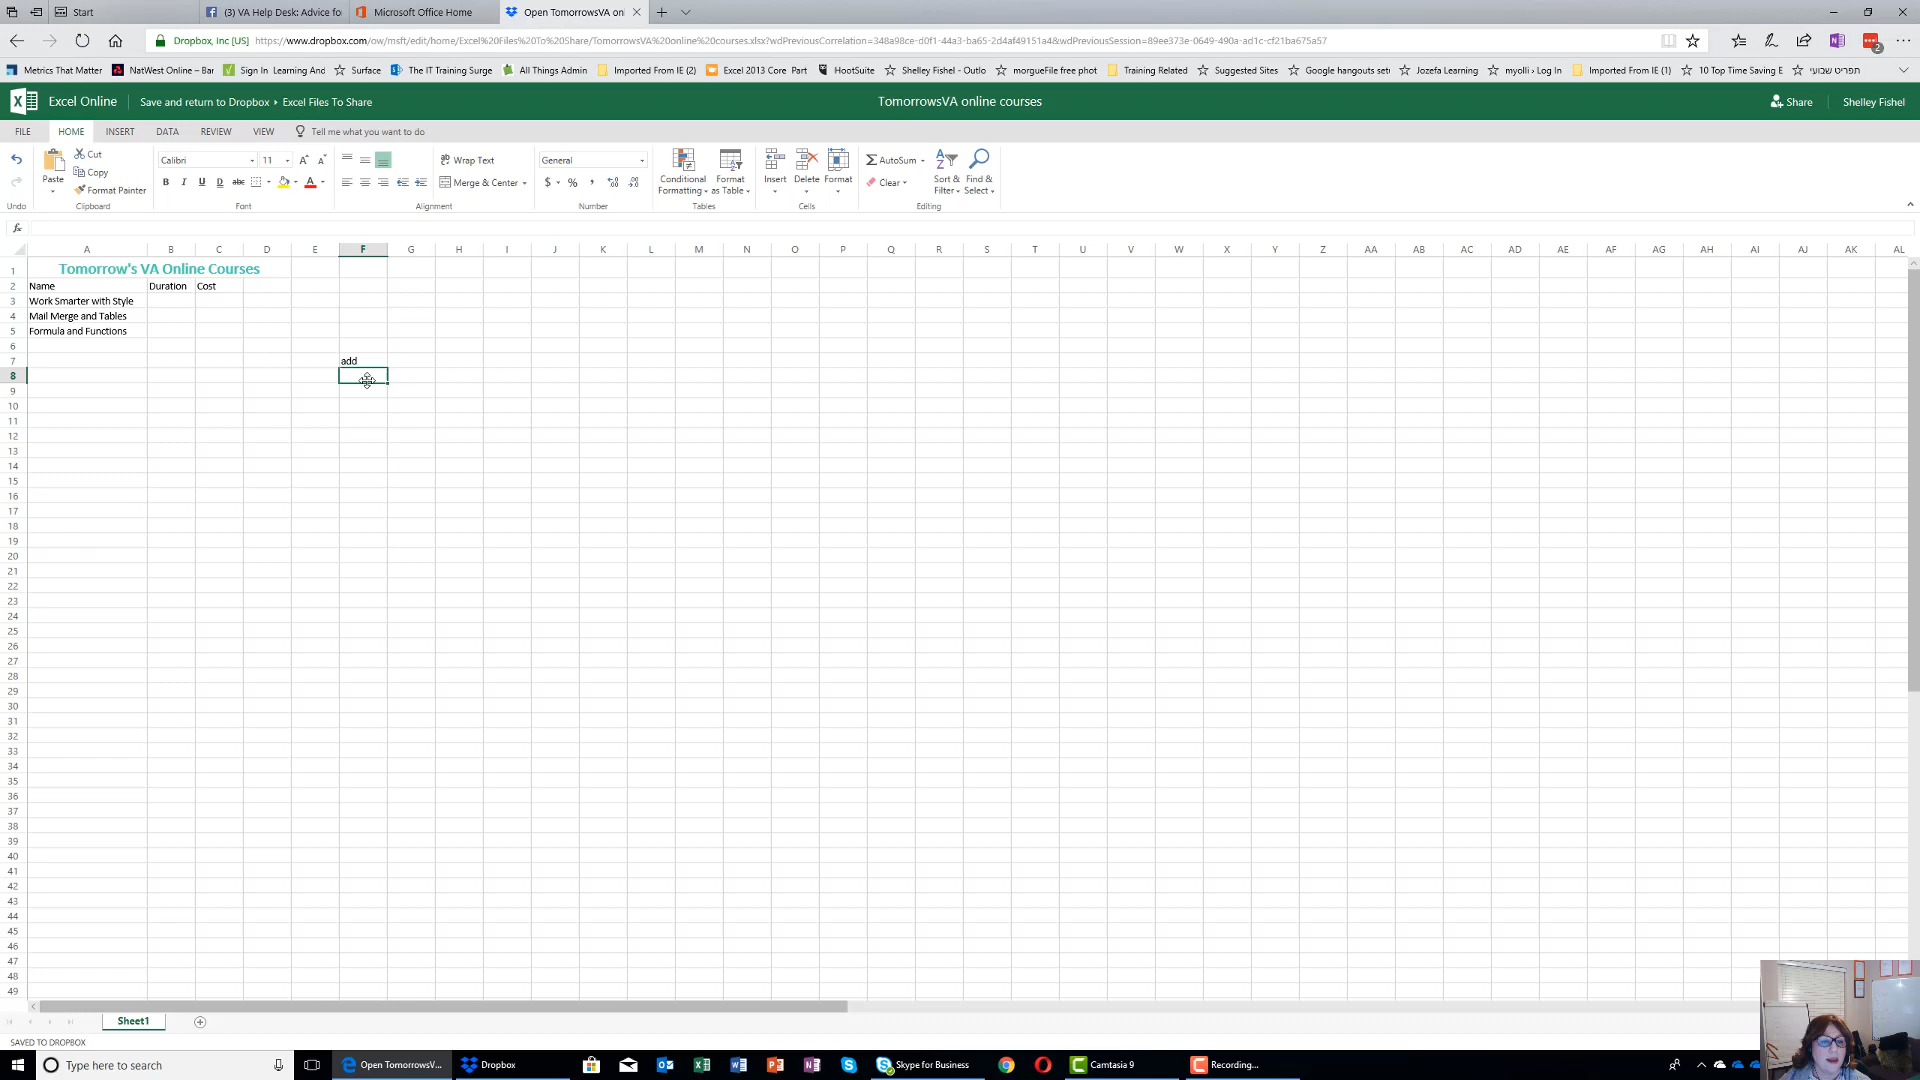 Start
(3) VA Help Desk: Advice fo
Microsoft Office Home
Open TomorrowsVA onl
Dropbox, Inc [US]
https://www.dropbox.com/ow/msft/edit/home/Excel%20Files%20To%20Share/TomorrowsVA%20online%20courses.xlsx?wdPreviousCorrelation=348a98ce-d0f1-44a3-ba65-2d4af49151a4&wdPreviousSession=89ee373e-0649-490a-ad1c-cf21ba675a57
2
Metrics That Matter
NatWest Online – Bar
Sign In Learning And
Surface
The IT Training Surge
All Things Admin
Imported From IE (2)
Excel 2013 Core Part
HootSuite
Shelley Fishel - Outlo
morgueFile free phot
Training Related
Suggested Sites
Google hangouts setu
Jozefa Learning
myolli › Log In
Imported From IE (1)
10 Top Time Saving E
תפריט שבועי
Excel Online
Save and return to Dropbox
Excel Files To Share
TomorrowsVA online courses
Share
Shelley Fishel
FILE HOME INSERT DATA REVIEW VIEW Tell me what you want to do
Cut
Copy
Format Painter
Paste
Calibri 11
B I U D abc A
Wrap Text
Merge & Center
General
$ % ,
Conditional Formatting
Format as Table
Insert Delete Format
AutoSum
Clear
Sort & Filter
Find & Select
Undo Clipboard Font Alignment Number Tables Cells Editing
fx
A B C D E F G H I J K L M N O P Q R S T U V W X Y Z AA AB AC AD AE AF AG AH AI AJ AK AL
1 Tomorrow's VA Online Courses
2 Name Duration Cost
3 Work Smarter with Style
4 Mail Merge and Tables
5 Formula and Functions
6
7 add
8
9
10
11
12
13
14
15
16
17
18
19
20
21
22
23
24
25
26
27
28
29
30
31
32
33
34
35
36
37
38
39
40
41
42
43
44
45
46
47
48
49
Sheet1
SAVED TO DROPBOX
Type here to search
Open TomorrowsV...
Dropbox
Skype for Business
Camtasia 9
Recording...